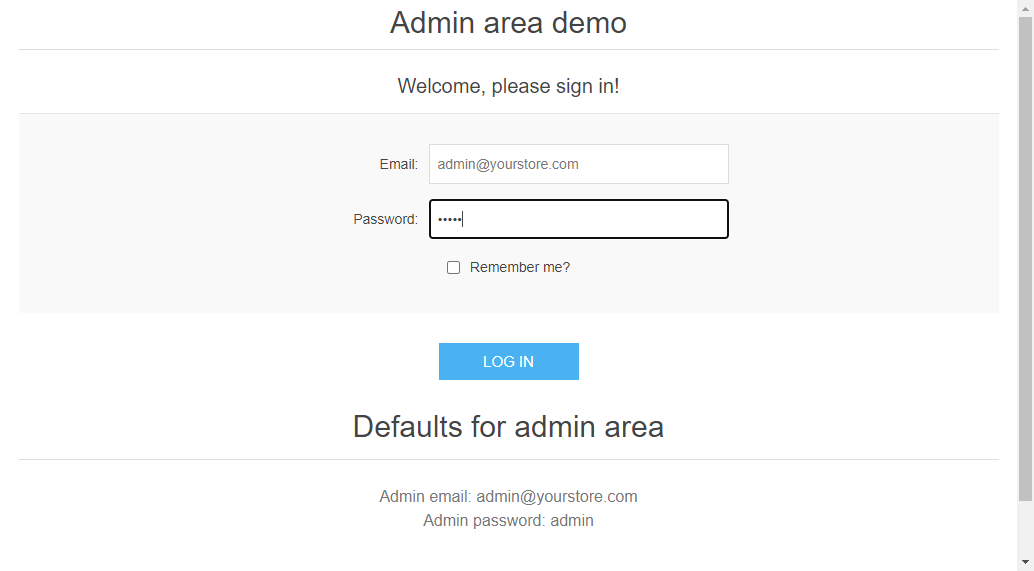 Admin area demo
Welcome, please sign in!
Email: admin@yourstore.com
Password: •••••
Remember me?
LOG IN
Defaults for admin area
Admin email: admin@yourstore.com
Admin password: admin